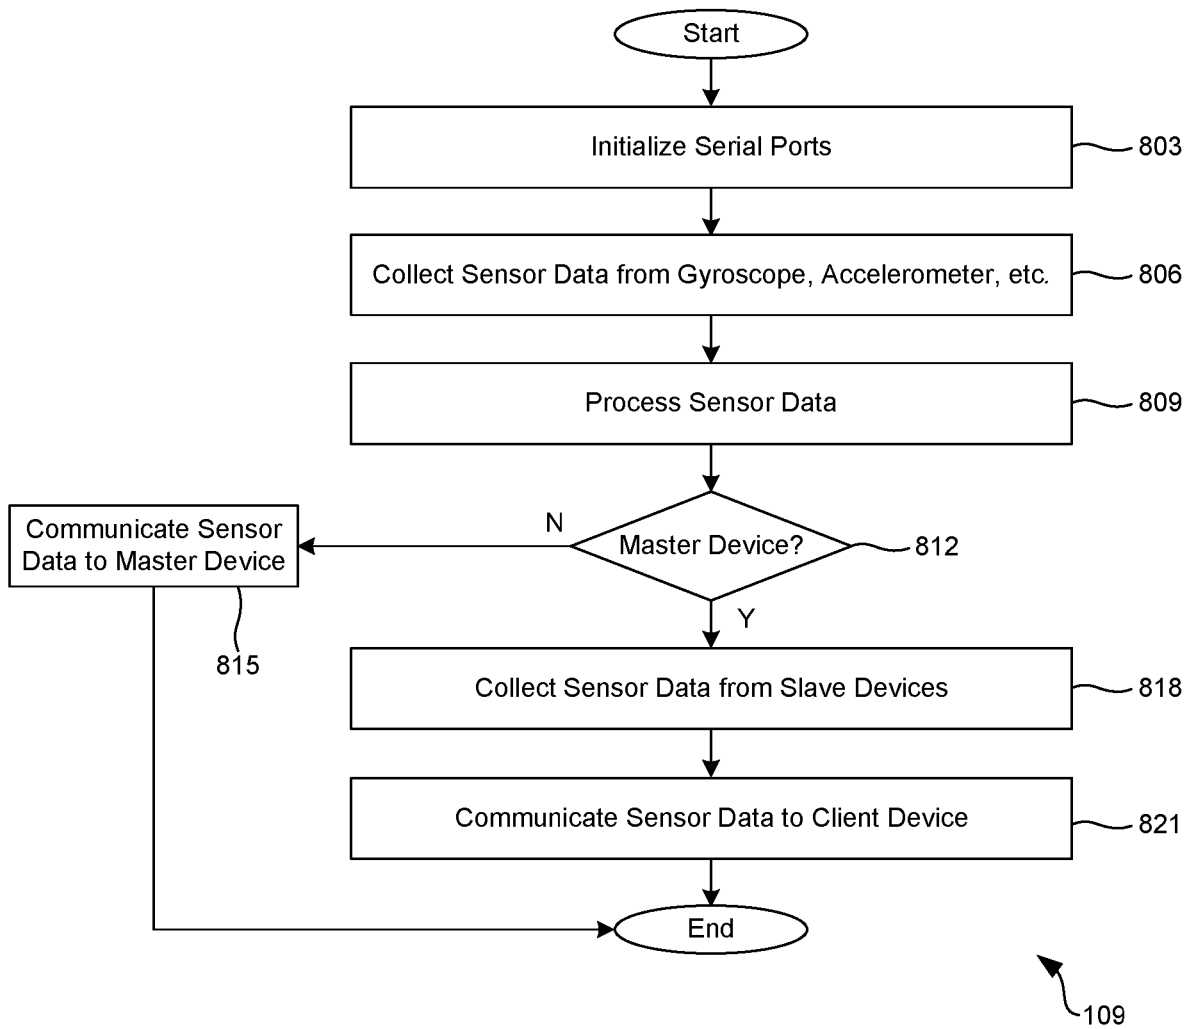 Start
Initialize Serial Ports
803
Collect Sensor Data from Gyroscope, Accelerometer, etc.
806
Process Sensor Data
809
N
Master Device?
812
Communicate Sensor
Data to Master Device
815
Y
Collect Sensor Data from Slave Devices
818
Communicate Sensor Data to Client Device
821
End
109